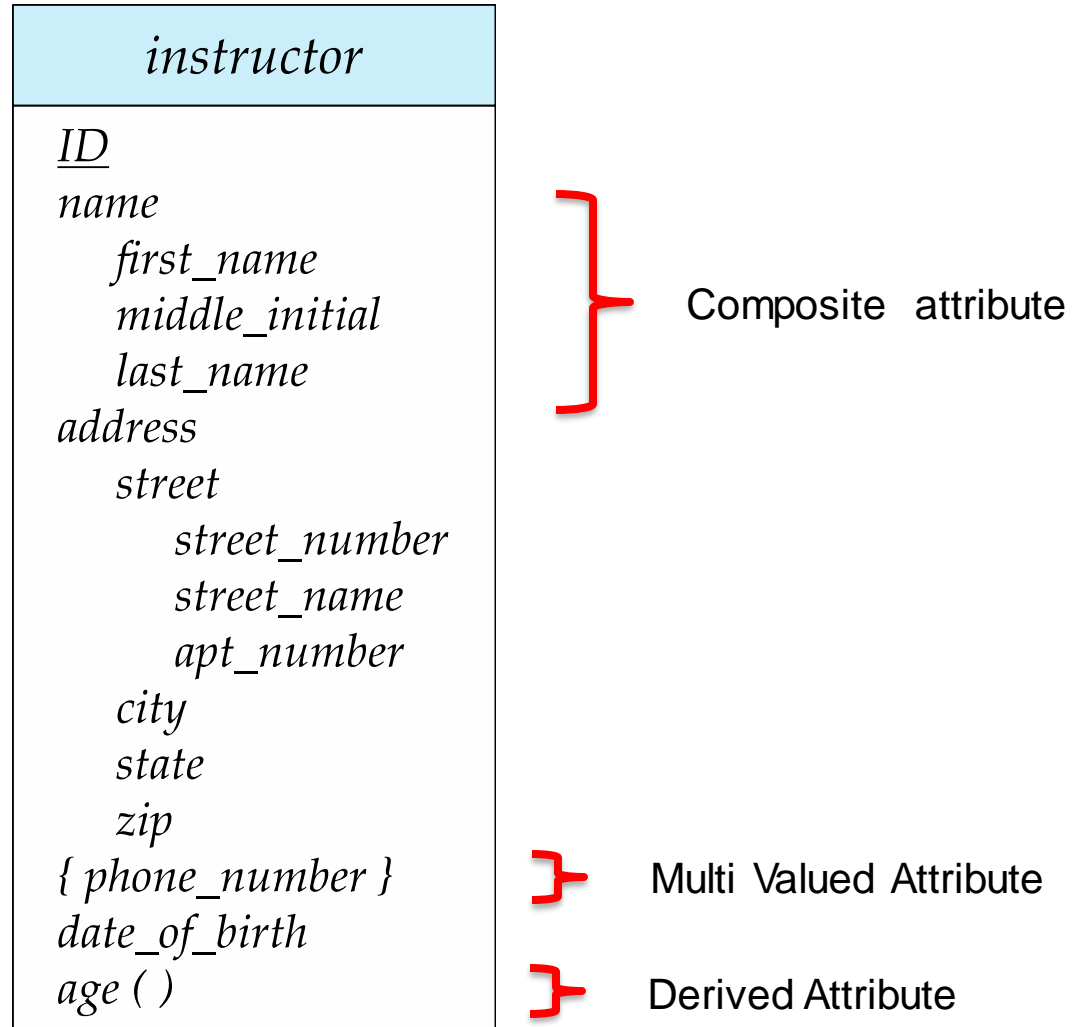 instructor
ID
name
first_name
middle_initial
last_name
Composite attribute
address
street
street_number
street_name
apt_number
city
state
zip
{ phone_number }
Multi Valued Attribute
date_of_birth
age ( )
Derived Attribute